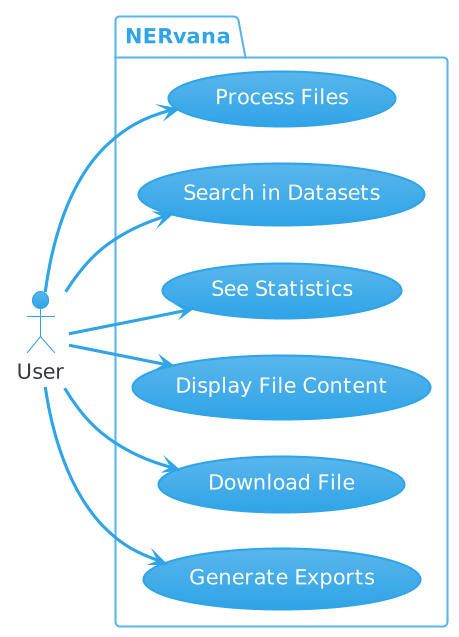 NERvana
Process Files
Search in Datasets
See Statistics
User
Display File Content
Download File
Generate Exports